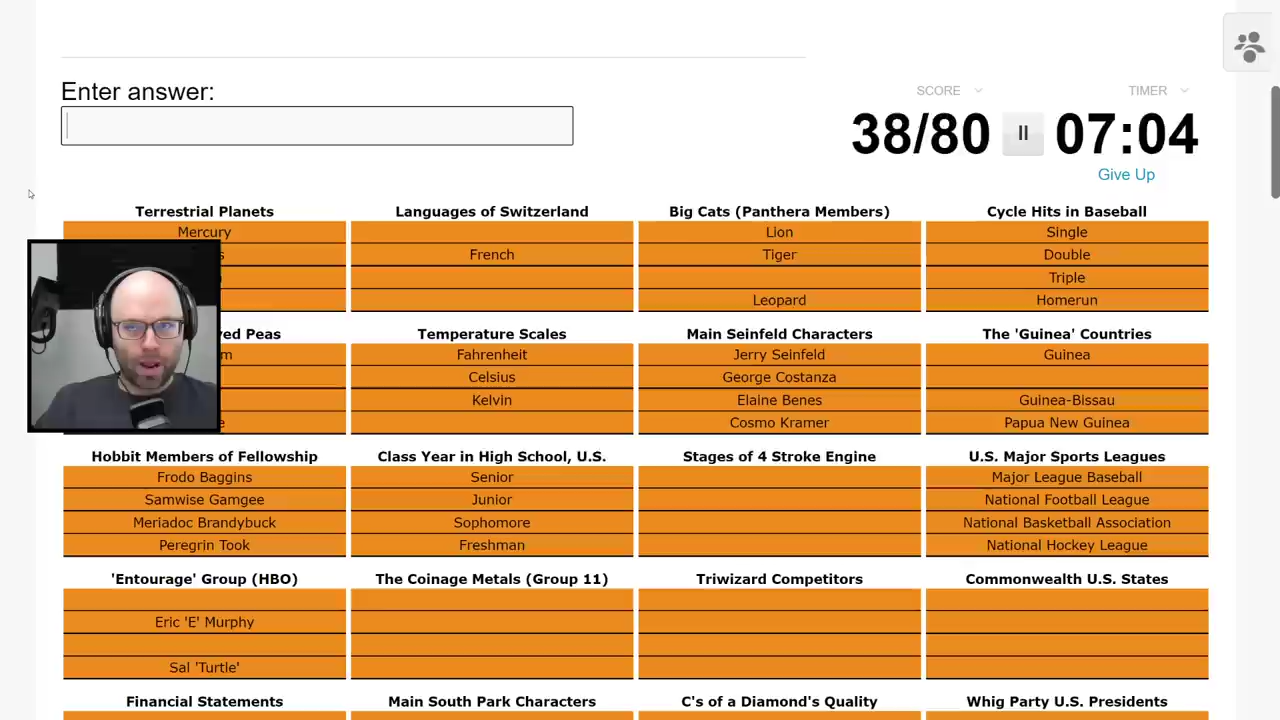 Enter answer:
SCORE
TIMER
38/80
07:04
Give Up
Terrestrial Planets
Languages of Switzerland
Big Cats (Panthera Members)
Cycle Hits in Baseball
Mercury
Lion
Single
French
Tiger
Double
Triple
Leopard
Homerun
Peas
Temperature Scales
Main Seinfeld Characters
The 'Guinea' Countries
Fahrenheit
Jerry Seinfeld
Guinea
Celsius
George Costanza
Kelvin
Elaine Benes
Guinea-Bissau
Cosmo Kramer
Papua New Guinea
Hobbit Members of Fellowship
Class Year in High School, U.S.
Stages of 4 Stroke Engine
U.S. Major Sports Leagues
Frodo Baggins
Senior
Major League Baseball
Samwise Gamgee
Junior
National Football League
Meriadoc Brandybuck
Sophomore
National Basketball Association
Peregrin Took
Freshman
National Hockey League
'Entourage' Group (HBO)
The Coinage Metals (Group 11)
Triwizard Competitors
Commonwealth U.S. States
Eric 'E' Murphy
Sal 'Turtle'
Financial Statements
Main South Park Characters
C's of a Diamond's Quality
Whig Party U.S. Presidents